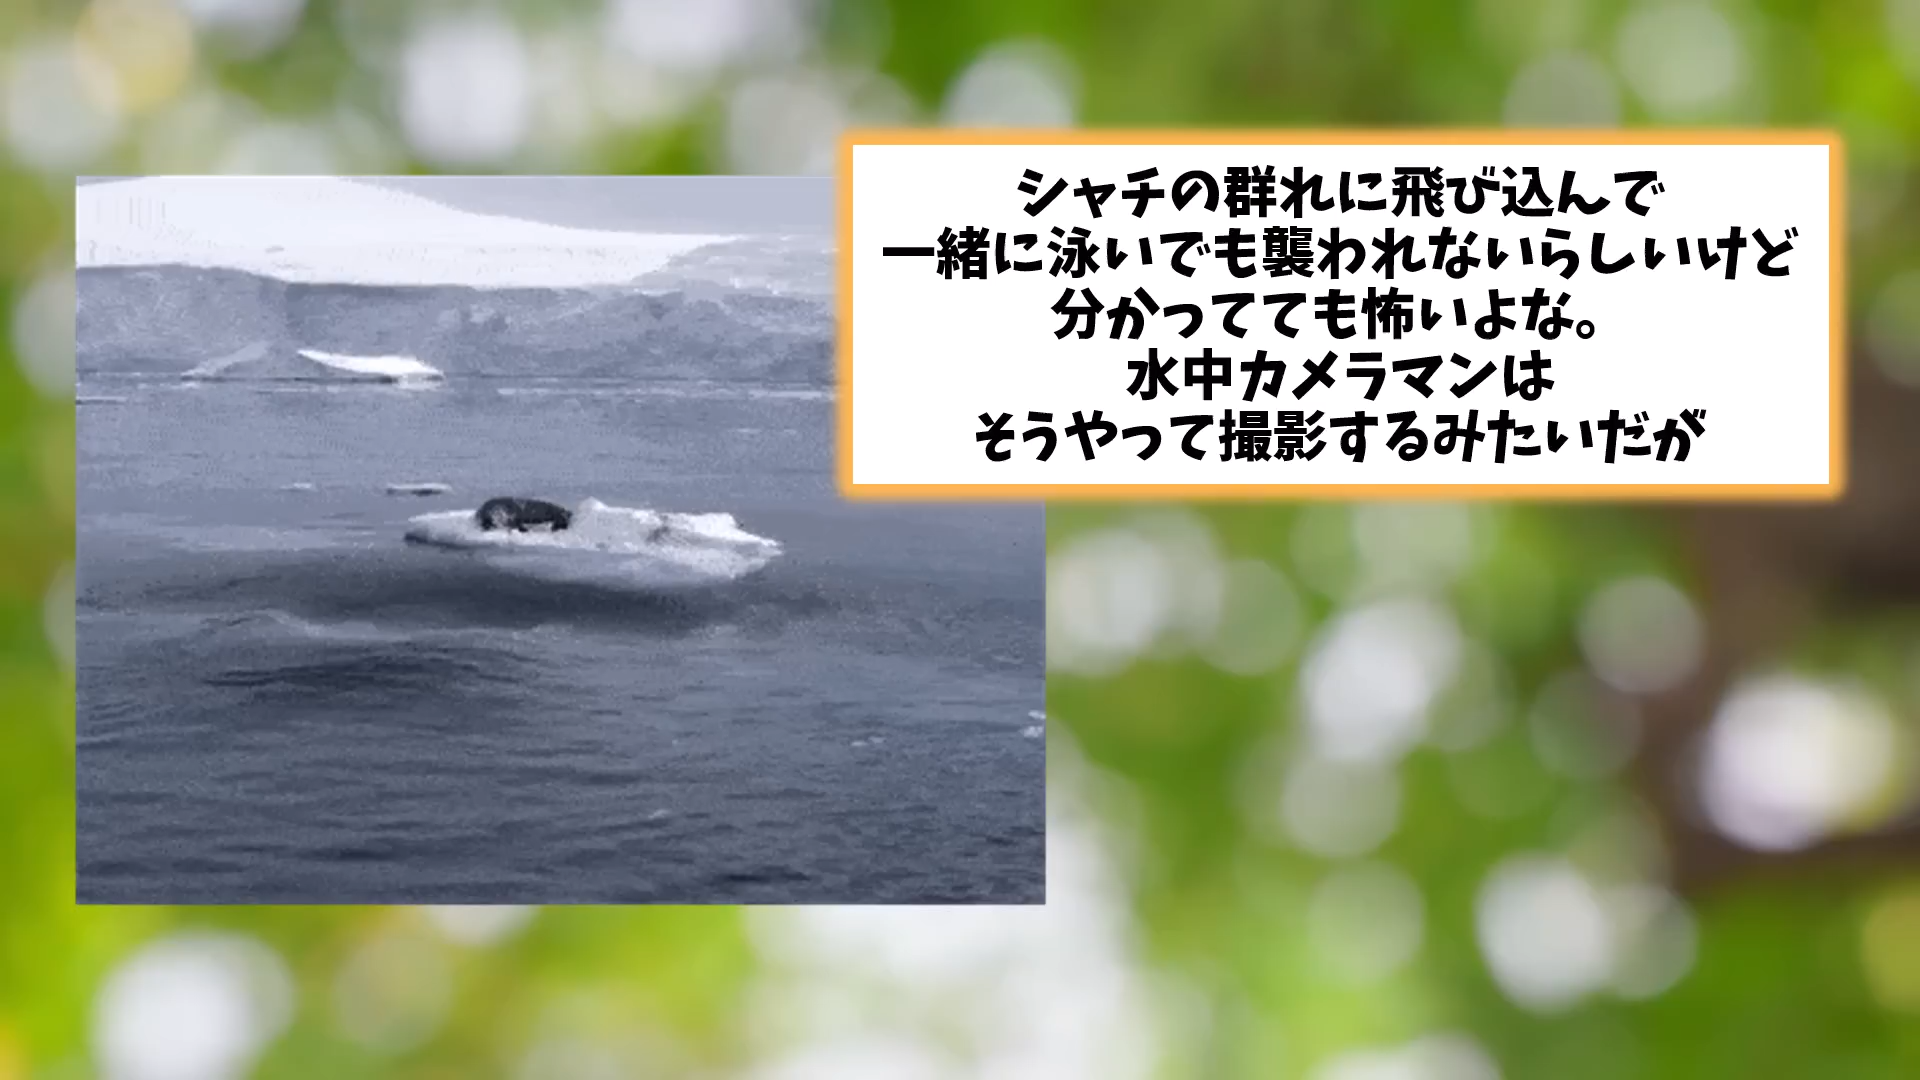 シャチの群れに飛び込んで
一緒に泳いでも襲われないらしいけど
分かってても怖いよな。
水中カメラマンは
そうやって撮影するみたいだが